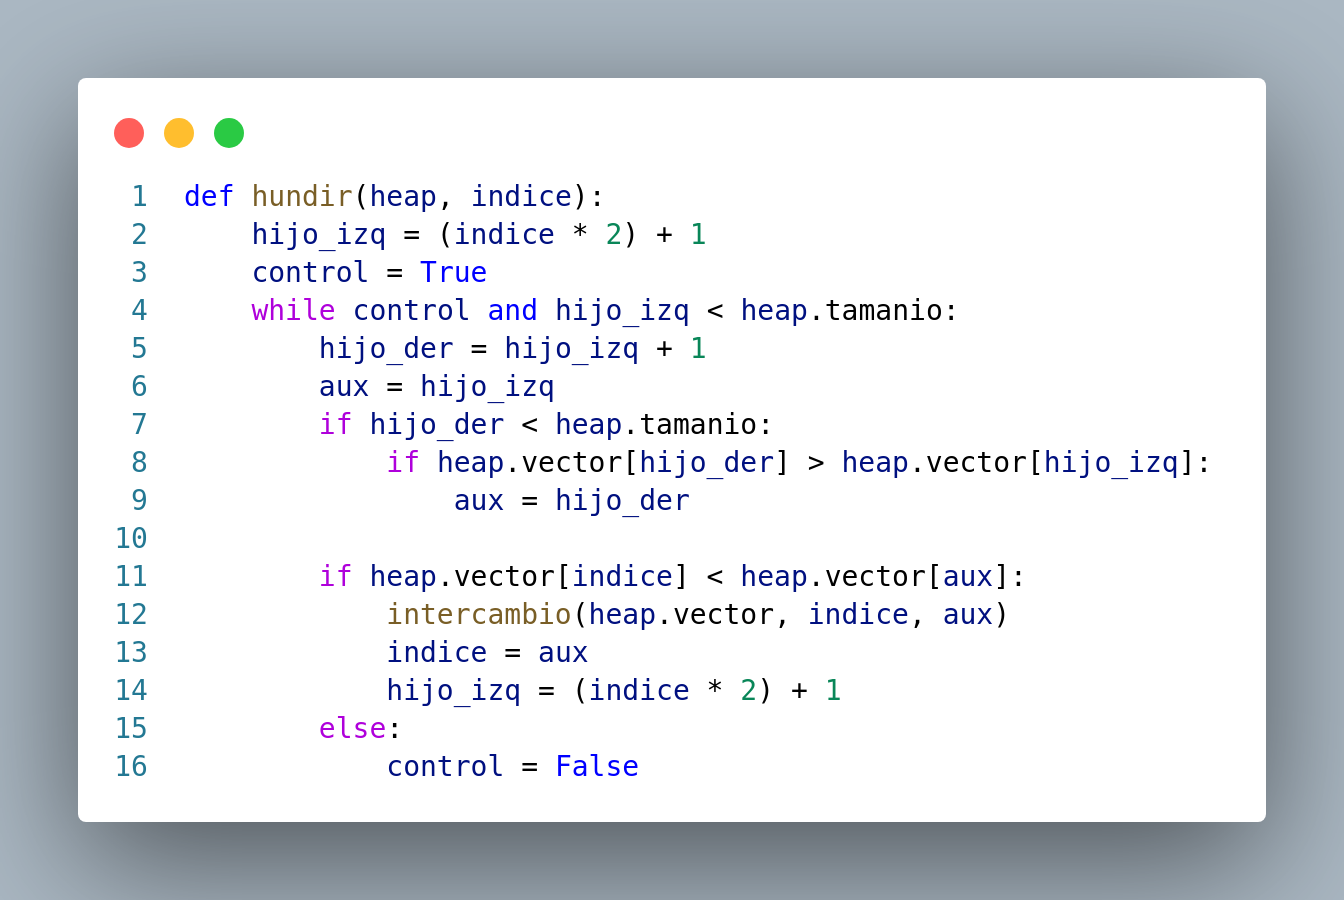 1 def hundir(heap, indice):
2     hijo_izq = (indice * 2) + 1
3     control = True
4     while control and hijo_izq < heap.tamanio:
5         hijo_der = hijo_izq + 1
6         aux = hijo_izq
7         if hijo_der < heap.tamanio:
8             if heap.vector[hijo_der] > heap.vector[hijo_izq]:
9                 aux = hijo_der
10
11         if heap.vector[indice] < heap.vector[aux]:
12             intercambio(heap.vector, indice, aux)
13             indice = aux
14             hijo_izq = (indice * 2) + 1
15         else:
16             control = False